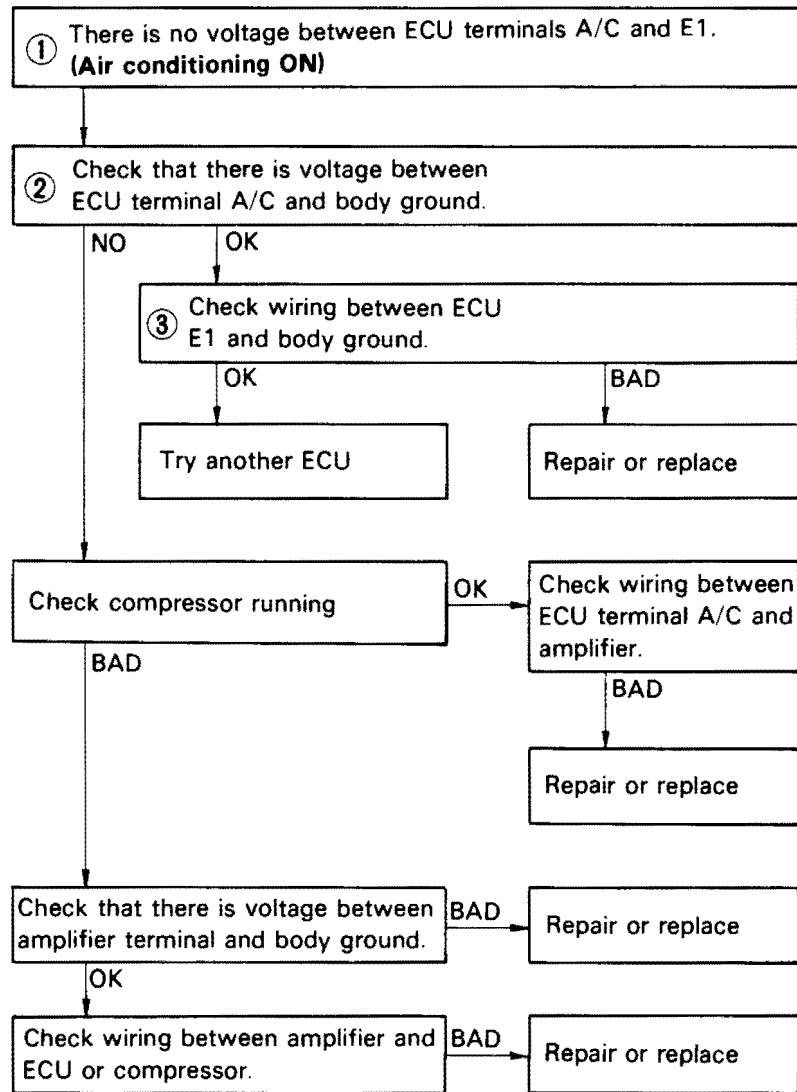 ① There is no voltage between ECU terminals A/C and E1.
(Air conditioning ON)
② Check that there is voltage between
ECU terminal A/C and body ground.
NO
OK
③ Check wiring between ECU
E1 and body ground.
OK
BAD
Try another ECU
Repair or replace
Check compressor running
OK
Check wiring between
ECU terminal A/C and
amplifier.
BAD
BAD
Repair or replace
Check that there is voltage between
amplifier terminal and body ground.
BAD
Repair or replace
OK
Check wiring between amplifier and
ECU or compressor.
BAD
Repair or replace